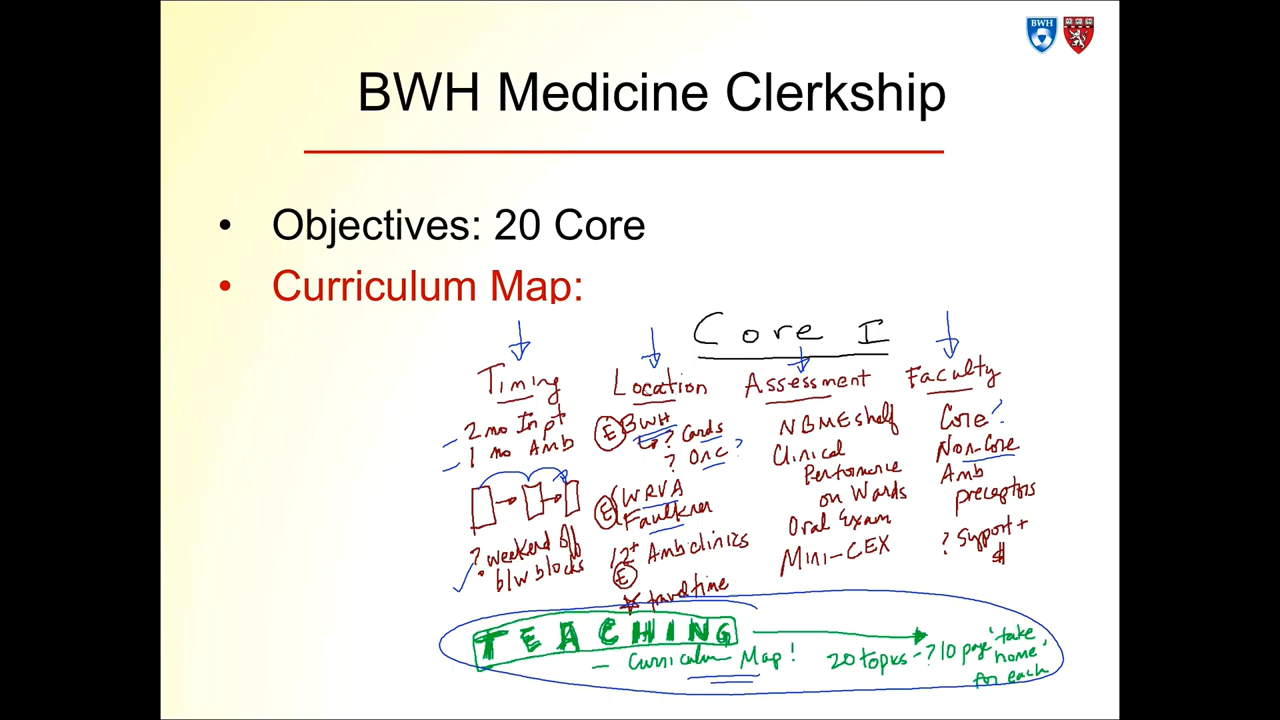 BWH
BWH Medicine Clerkship
• Objectives: 20 Core
• Curriculum Map:
Core I
Timing
2 mo Inpt
1 mo Amb
? weekend off
b/w blocks
Location
E BWH
? Cards
? Onc ?
E WRVA
Faulkner
12+ Amb clinics
E
travel time
Assessment
NBME shelf
Clinical
Performance
on Wards
Oral Exam
Mini-CEX
Faculty
Core?
Non-Core
Amb
preceptors
? Support +
$
TEACHING
– Curriculum Map!
20 topics - ? 10 page 'take
home'
for each